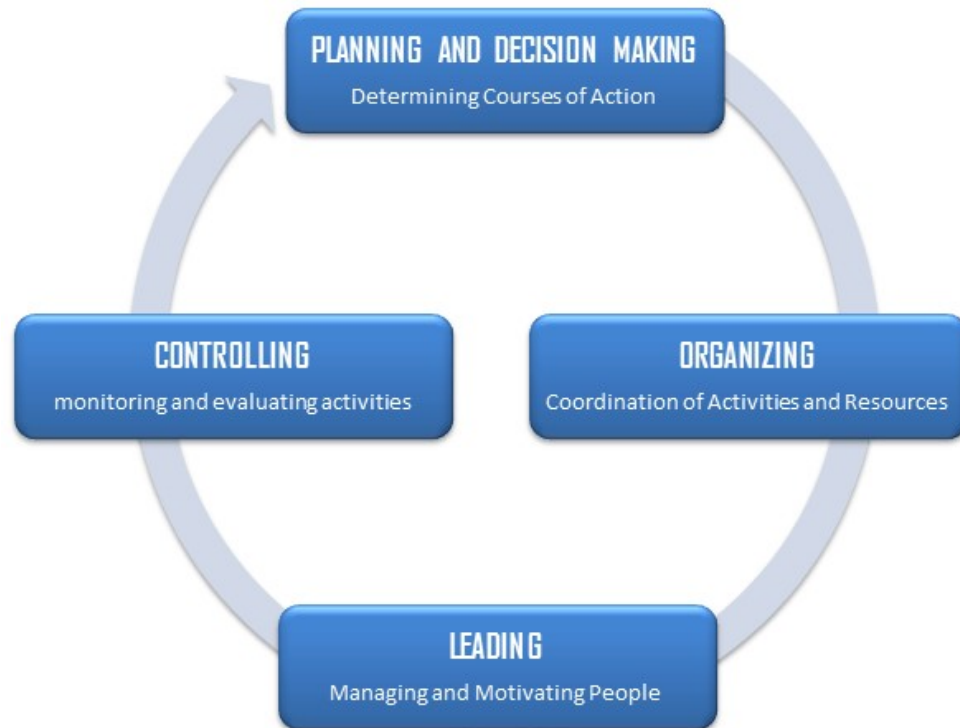 PLANNING AND DECISION MAKING
Determining Courses of Action
CONTROLLING
monitoring and evaluating activities
ORGANIZING
Coordination of Activities and Resources
LEADING
Managing and Motivating People